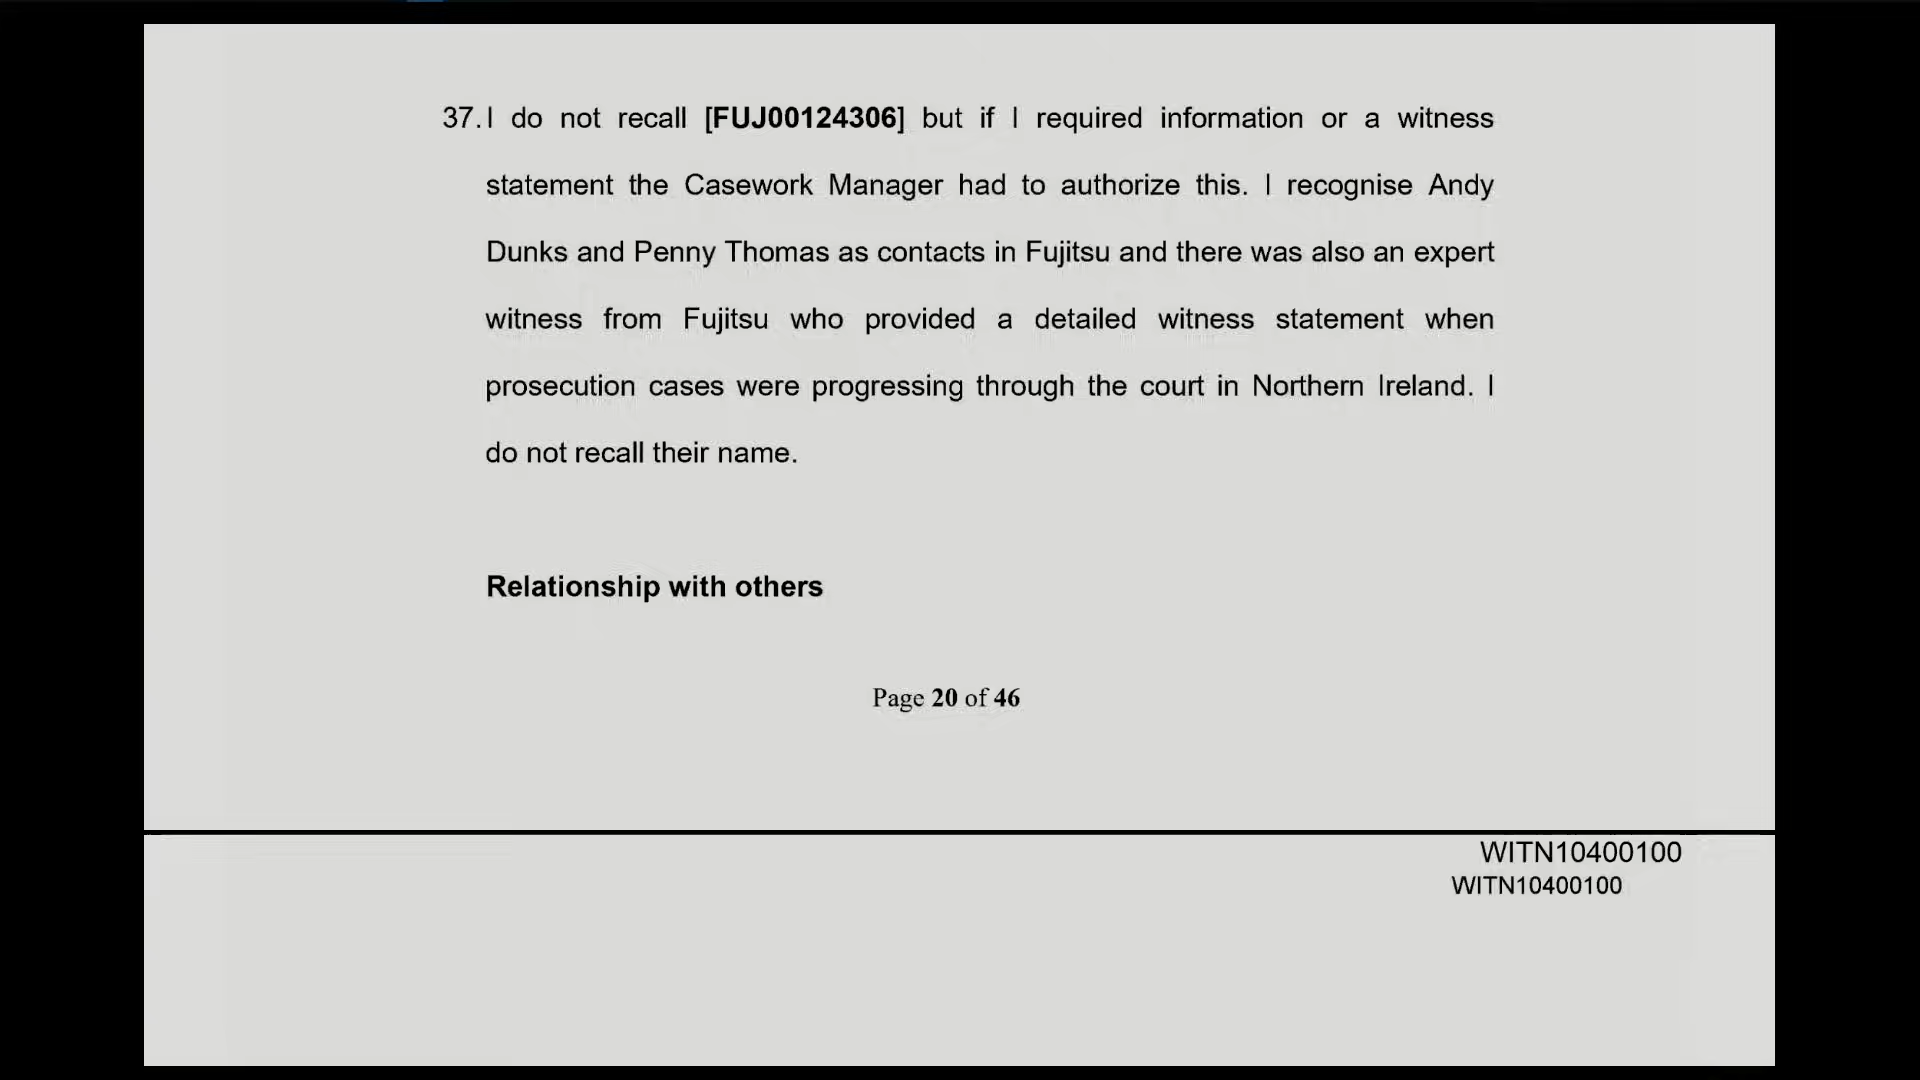 37. I do not recall [FUJ00124306] but if I required information or a witness
statement the Casework Manager had to authorize this. I recognise Andy
Dunks and Penny Thomas as contacts in Fujitsu and there was also an expert
witness from Fujitsu who provided a detailed witness statement when
prosecution cases were progressing through the court in Northern Ireland. I
do not recall their name.
Relationship with others
Page 20 of 46
WITN10400100
WITN10400100